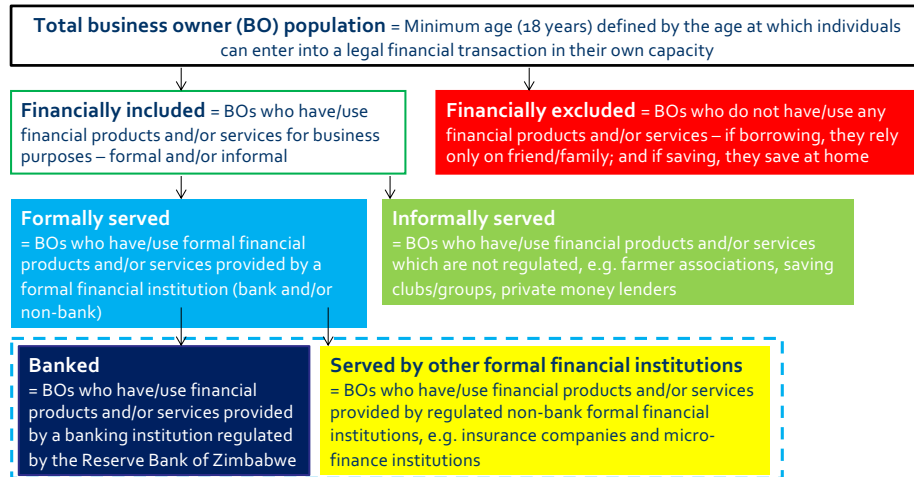 Total business owner (BO) population = Minimum age (18 years) defined by the age at which individuals
can enter into a legal financial transaction in their own capacity
Financially included = BOs who have/use
financial products and/or services for business
purposes – formal and/or informal
Financially excluded = BOs who do not have/use any
financial products and/or services – if borrowing, they rely
only on friend/family; and if saving, they save at home
Formally served
= BOs who have/use formal financial
products and/or services provided by a
formal financial institution (bank and/or
non-bank)
Informally served
= BOs who have/use financial products and/or services
which are not regulated, e.g. farmer associations, saving
clubs/groups, private money lenders
Banked
= BOs who have/use financial
products and/or services provided
by a banking institution regulated
by the Reserve Bank of Zimbabwe
Served by other formal financial institutions
= BOs who have/use financial products and/or services
provided by regulated non-bank formal financial
institutions, e.g. insurance companies and micro-
finance institutions